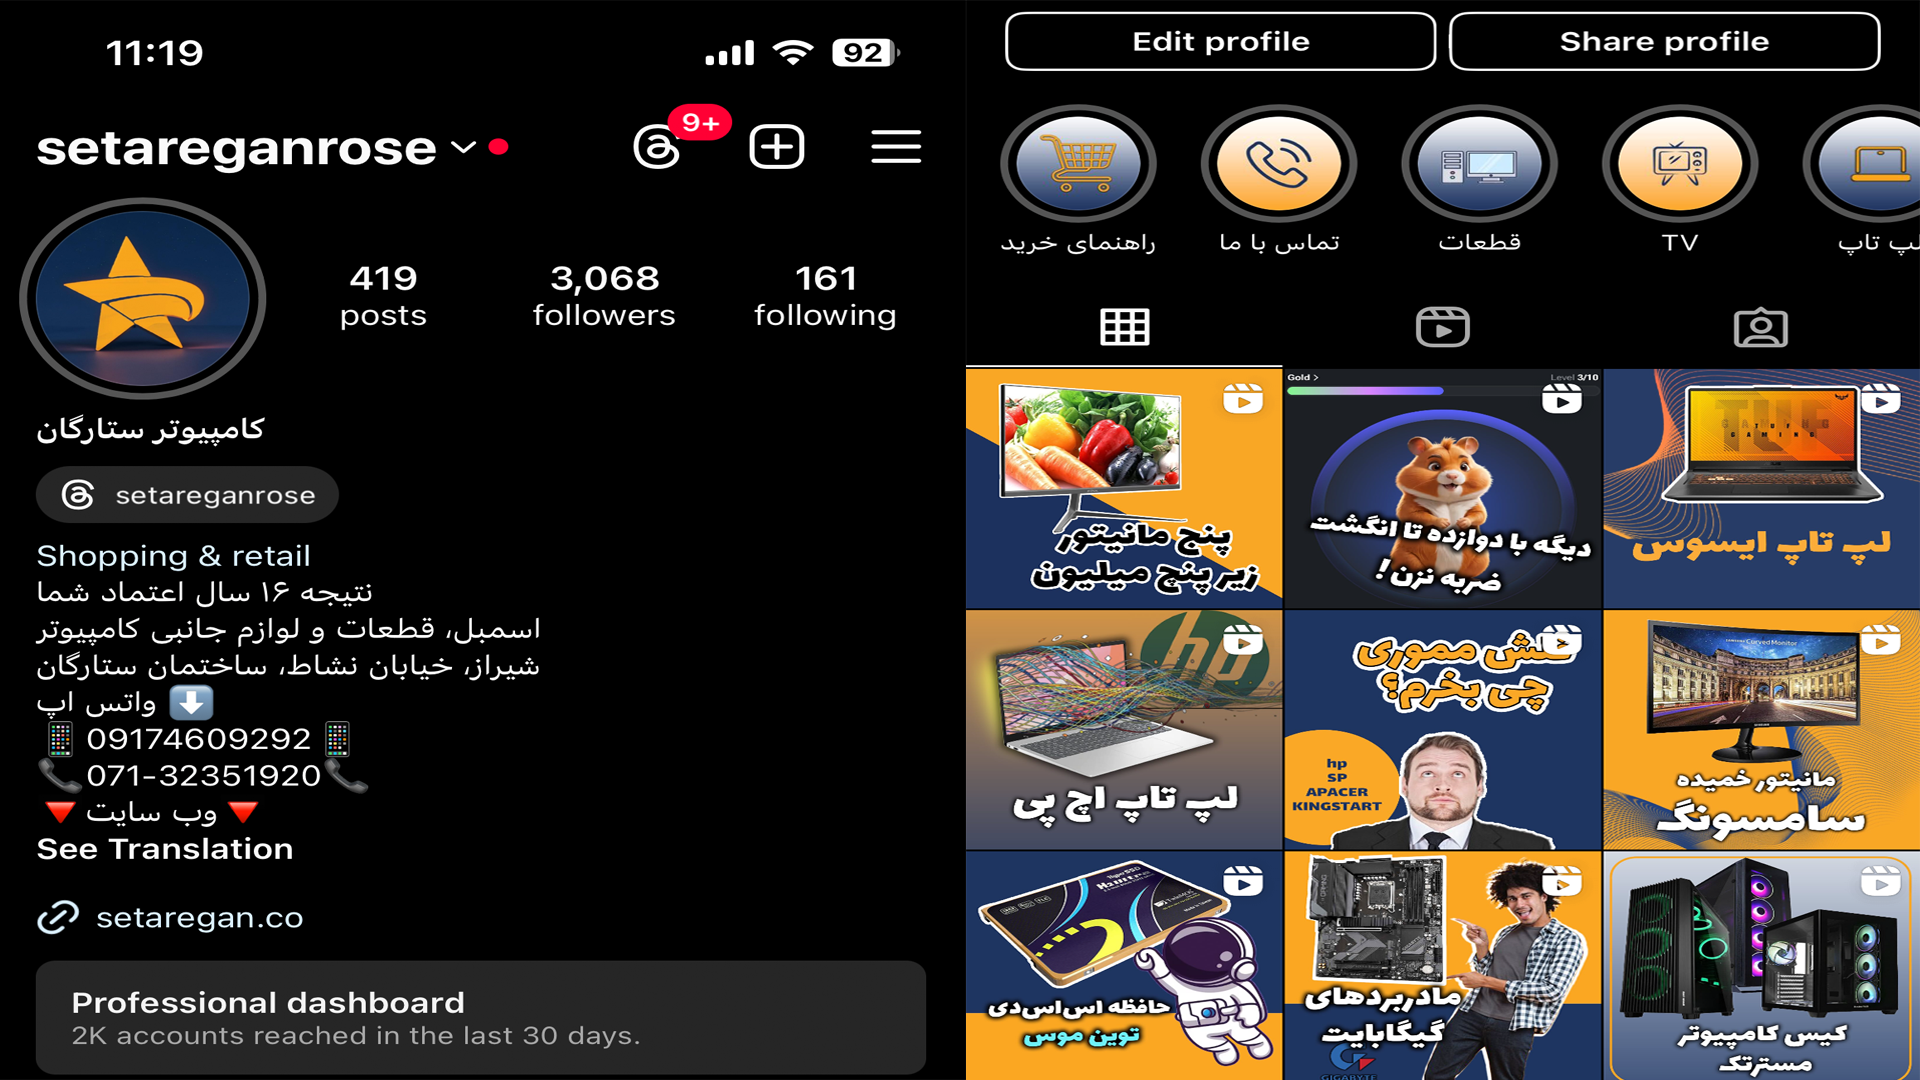 11:19
92
setareganrose
9+
419
posts
3,068
followers
161
following
کامپیوتر ستارگان
setareganrose
Shopping & retail
نتیجه ۱۶ سال اعتماد شما
اسمبل، قطعات و لوازم جانبی کامپیوتر
شیراز، خیابان نشاط، ساختمان ستارگان
واتس اپ
09174609292
071-32351920
وب سایت
See Translation
setaregan.co
Professional dashboard
2K accounts reached in the last 30 days.
Edit profile
Share profile
راهنمای خرید
تماس با ما
قطعات
TV
لپ تاپ
پنج مانیتور
زیر پنج میلیون
Gold >
Level 3/10
دیگه با دوازده تا انگشت
ضربه نزن!
TUF
GAMING
لپ تاپ ایسوس
hp
لپ تاپ اچ پی
مموری
چی بخرم؟
hp
SP
APACER
KINGSTART
Curved Monitor
مانیتور خمیده
سامسونگ
حافظه اس‌اس‌دی
توین موس
مادربردهای
گیگابایت
GIGABYTE
کیس کامپیوتر
مسترتک